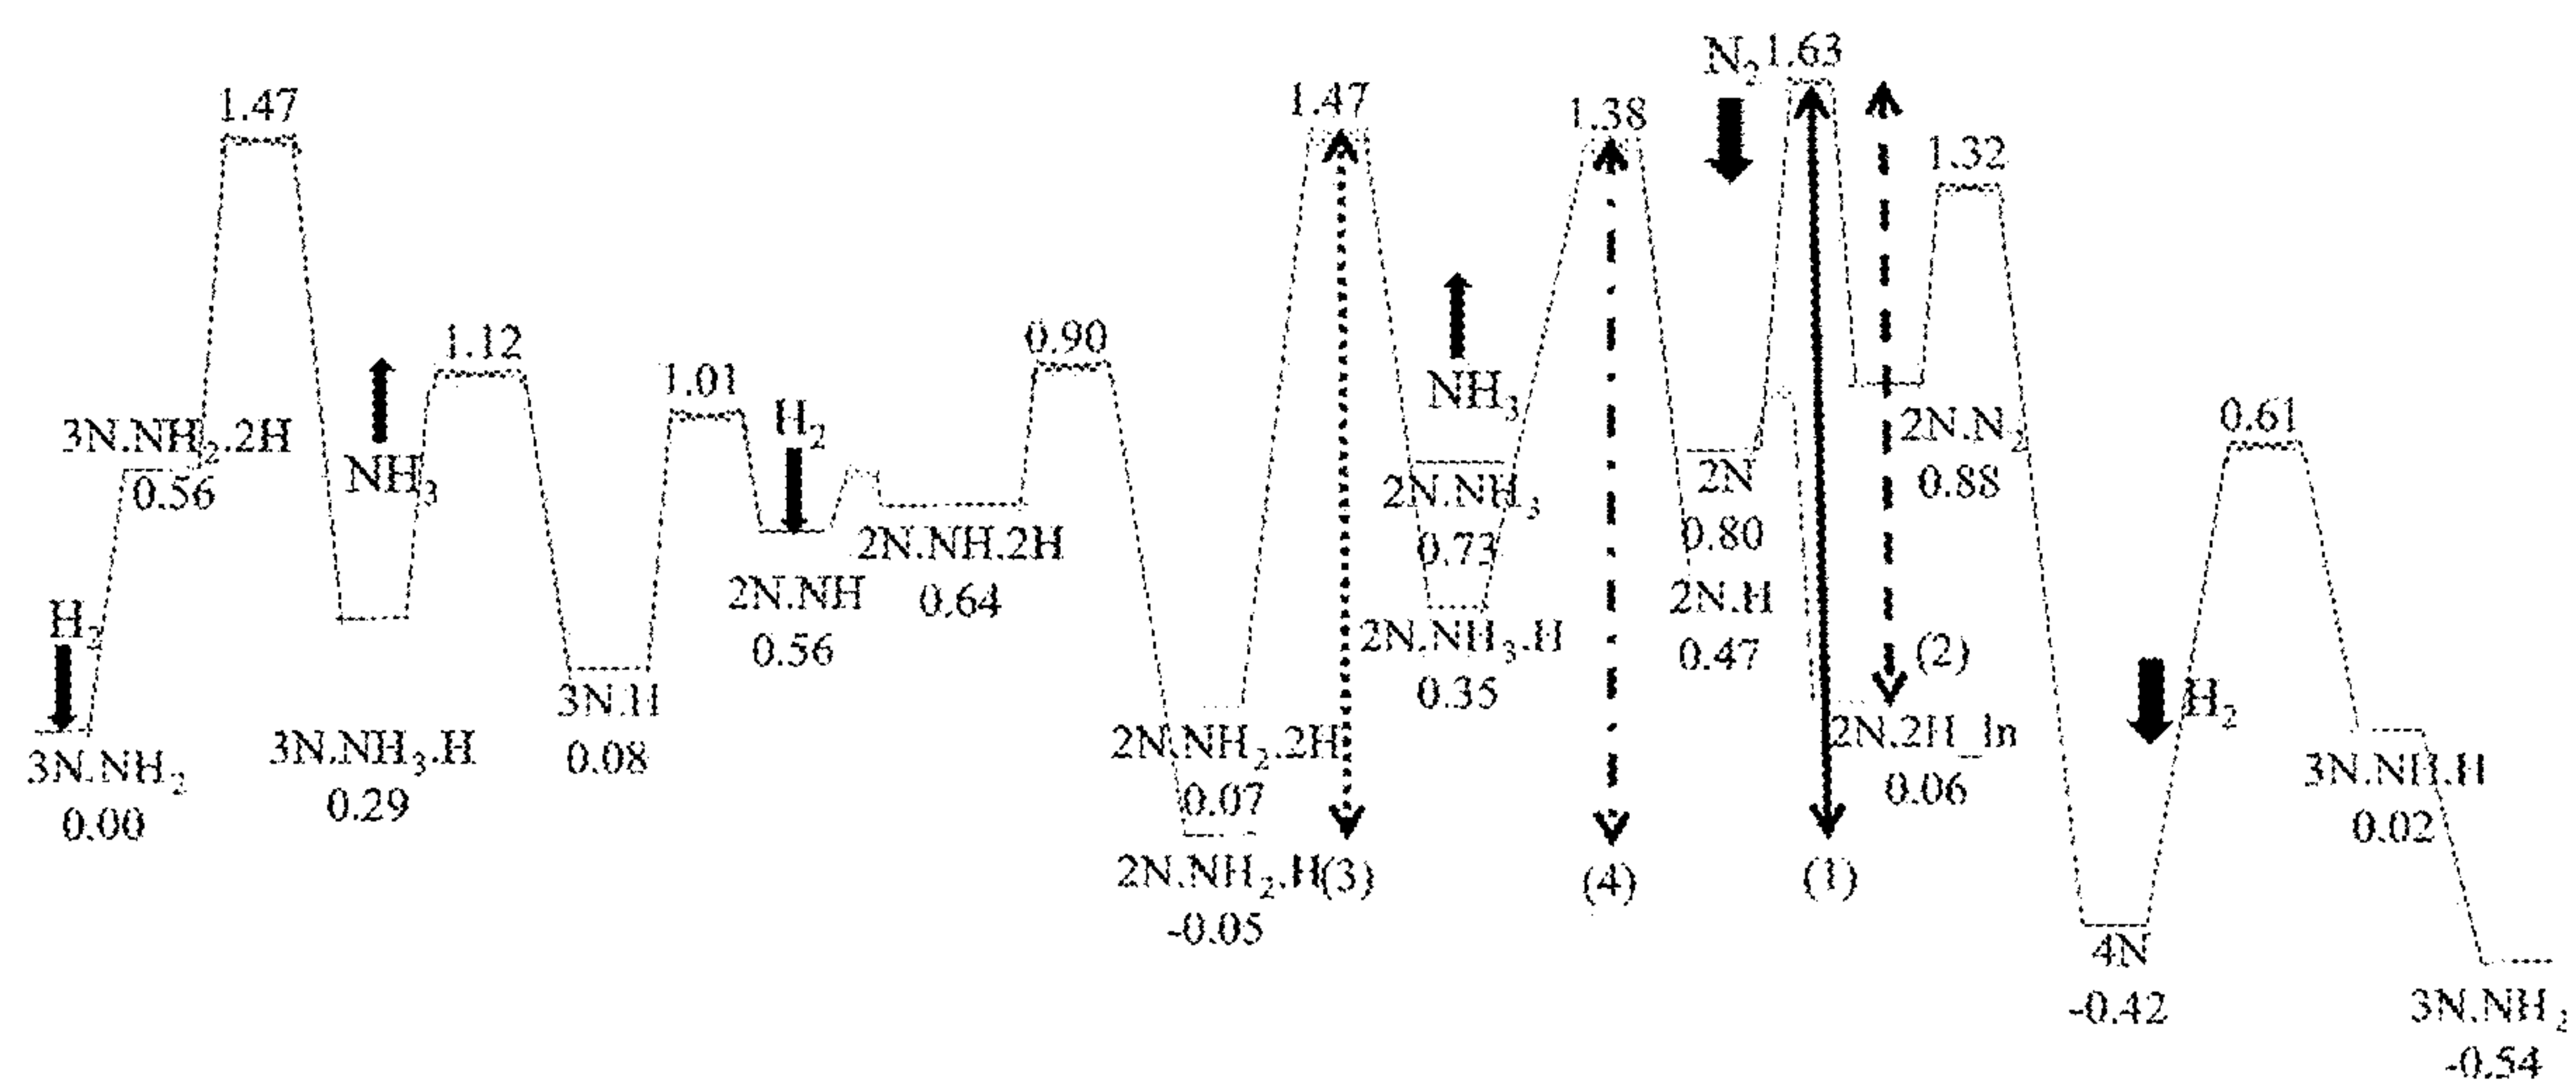 1.47
3N.NH₂.2H
0.56
H₂
3N.NH₂
0.00
NH₃
3N.NH₃.H
0.29
1.12
3N.H
0.08
1.01
H₂
2N.NH
0.56
2N.NH.2H
0.64
0.90
2N.NH₂.2H
0.07
2N.NH₂.H
-0.05
1.47
(3)
NH₃
2N.NH₃
0.73
2N.NH₃.H
0.35
1.38
(4)
N₂
1.63
2N
0.80
2N.H
0.47
(1)
(2)
2N.2H_In
0.06
1.32
2N.N₂
0.88
4N
-0.42
H₂
0.61
3N.NH.H
0.02
3N.NH₂
-0.54